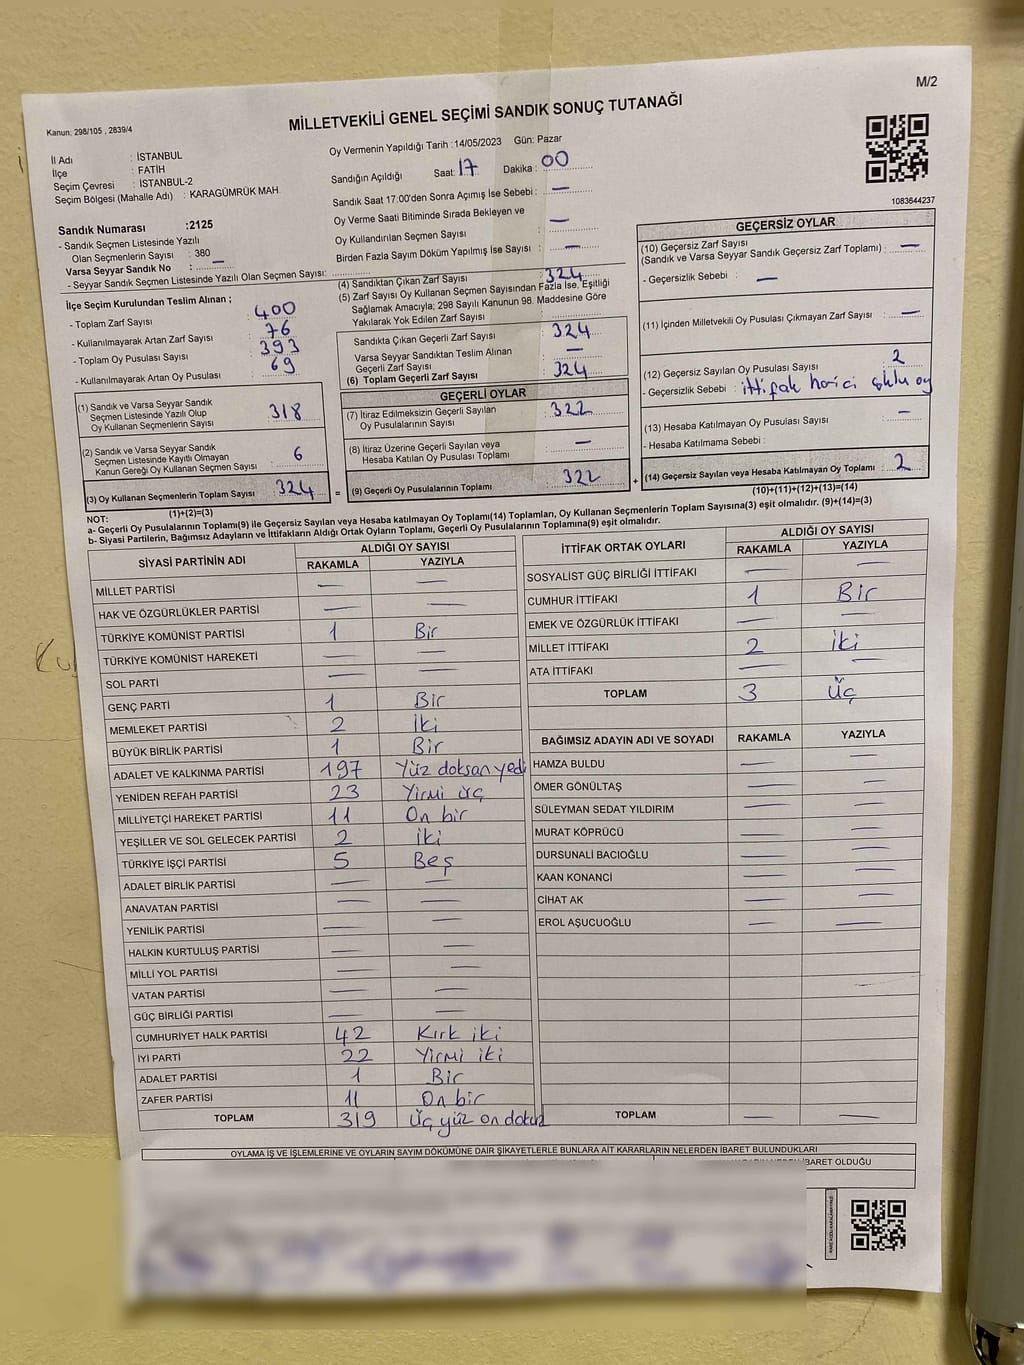 M/2
MİLLETVEKİLİ GENEL SEÇİMİ SANDIK SONUÇ TUTANAĞI
Kanun: 298/105 , 2839/4
İl Adı : İSTANBUL
İlçe : FATİH
Seçim Çevresi : İSTANBUL-2
Seçim Bölgesi (Mahalle Adı) : KARAGÜMRÜK MAH.
Oy Vermenin Yapıldığı Tarih :14/05/2023 Gün: Pazar
Sandığın Açıldığı Saat: 17 Dakika : 00
Sandık Saat 17:00'den Sonra Açımış İse Sebebi : —
Oy Verme Saati Bitiminde Sırada Bekleyen ve
Oy Kullandırılan Seçmen Sayısı : —
Birden Fazla Sayım Döküm Yapılmış İse Sayısı : —
1083644237
Sandık Numarası :2125
- Sandık Seçmen Listesinde Yazılı
Olan Seçmenlerin Sayısı : 380
Varsa Seyyar Sandık No : —
- Seyyar Sandık Seçmen Listesinde Yazılı Olan Seçmen Sayısı:
İlçe Seçim Kurulundan Teslim Alınan ;
- Toplam Zarf Sayısı : 400
- Kullanılmayarak Artan Zarf Sayısı : 76
- Toplam Oy Pusulası Sayısı : 393
- Kullanılmayarak Artan Oy Pusulası : 69
(1) Sandık ve Varsa Seyyar Sandık
Seçmen Listesinde Yazılı Olup
Oy Kullanan Seçmenlerin Sayısı : 318
(2) Sandık ve Varsa Seyyar Sandık
Seçmen Listesinde Kayıtlı Olmayan
Kanun Gereği Oy Kullanan Seçmen Sayısı : 6
(3) Oy Kullanan Seçmenlerin Toplam Sayısı : 324
(1)+(2)=(3)
(4) Sandıktan Çıkan Zarf Sayısı : 324
(5) Zarf Sayısı Oy Kullanan Seçmen Sayısından Fazla İse, Eşitliği
Sağlamak Amacıyla; 298 Sayılı Kanunun 98. Maddesine Göre
Yakılarak Yok Edilen Zarf Sayısı :
Sandıkta Çıkan Geçerli Zarf Sayısı : 324
Varsa Seyyar Sandıktan Teslim Alınan
Geçerli Zarf Sayısı : —
(6) Toplam Geçerli Zarf Sayısı : 324
GEÇERLİ OYLAR
(7) İtiraz Edilmeksizin Geçerli Sayılan
Oy Pusulalarının Sayısı : 322
(8) İtiraz Üzerine Geçerli Sayılan veya
Hesaba Katılan Oy Pusulası Toplamı : —
= (9) Geçerli Oy Pusulalarının Toplamı : 322
GEÇERSİZ OYLAR
(10) Geçersiz Zarf Sayısı
(Sandık ve Varsa Seyyar Sandık Geçersiz Zarf Toplamı) : —
- Geçersizlik Sebebi : —
(11) İçinden Milletvekili Oy Pusulası Çıkmayan Zarf Sayısı : —
(12) Geçersiz Sayılan Oy Pusulası Sayısı : 2
- Geçersizlik Sebebi : ittifak harici çoklu oy
(13) Hesaba Katılmayan Oy Pusulası Sayısı : —
- Hesaba Katılmama Sebebi :
+ (14) Geçersiz Sayılan veya Hesaba Katılmayan Oy Toplamı : 2
(10)+(11)+(12)+(13)=(14)
NOT:
a- Geçerli Oy Pusulalarının Toplamı(9) ile Geçersiz Sayılan veya Hesaba katılmayan Oy Toplamı(14) Toplamları, Oy Kullanan Seçmenlerin Toplam Sayısına(3) eşit olmalıdır. (9)+(14)=(3)
b- Siyasi Partilerin, Bağımsız Adayların ve İttifakların Aldığı Ortak Oyların Toplamı, Geçerli Oy Pusulalarının Toplamına(9) eşit olmalıdır.
SİYASİ PARTİNİN ADI ALDIĞI OY SAYISI
RAKAMLA YAZIYLA
MİLLET PARTİSİ — —
HAK VE ÖZGÜRLÜKLER PARTİSİ — —
TÜRKİYE KOMÜNİST PARTİSİ 1 Bir
TÜRKİYE KOMÜNİST HAREKETİ — —
SOL PARTİ — —
GENÇ PARTİ 1 Bir
MEMLEKET PARTİSİ 2 İki
BÜYÜK BİRLİK PARTİSİ 1 Bir
ADALET VE KALKINMA PARTİSİ 197 Yüz doksan yedi
YENİDEN REFAH PARTİSİ 23 Yirmi üç
MİLLİYETÇİ HAREKET PARTİSİ 11 On bir
YEŞİLLER VE SOL GELECEK PARTİSİ 2 iki
TÜRKİYE İŞÇİ PARTİSİ 5 Beş
ADALET BİRLİK PARTİSİ — —
ANAVATAN PARTİSİ — —
YENİLİK PARTİSİ —
HALKIN KURTULUŞ PARTİSİ — —
MİLLİ YOL PARTİSİ — —
VATAN PARTİSİ — —
GÜÇ BİRLİĞİ PARTİSİ — —
CUMHURİYET HALK PARTİSİ 42 Kırk iki
İYİ PARTİ 22 Yirmi iki
ADALET PARTİSİ 1 Bir
ZAFER PARTİSİ 11 On bir
TOPLAM 319 Üç yüz on dokuz
İTTİFAK ORTAK OYLARI ALDIĞI OY SAYISI
RAKAMLA YAZIYLA
SOSYALİST GÜÇ BİRLİĞİ İTTİFAKI — —
CUMHUR İTTİFAKI 1 Bir
EMEK VE ÖZGÜRLÜK İTTİFAKI — —
MİLLET İTTİFAKI 2 İki
ATA İTTİFAKI — —
TOPLAM 3 Üç
BAĞIMSIZ ADAYIN ADI VE SOYADI RAKAMLA YAZIYLA
HAMZA BULDU — —
ÖMER GÖNÜLTAŞ — —
SÜLEYMAN SEDAT YILDIRIM — —
MURAT KÖPRÜCÜ — —
DURSUNALİ BACIOĞLU — —
KAAN KONANCİ — —
CİHAT AK — —
EROL AŞUCUOĞLU — —
TOPLAM — —
OYLAMA İŞ VE İŞLEMLERİNE VE OYLARIN SAYIM DÖKÜMÜNE DAİR ŞİKAYETLERLE BUNLARA AİT KARARLARIN NELERDEN İBARET BULUNDUKLARI
İBARET OLDUĞU